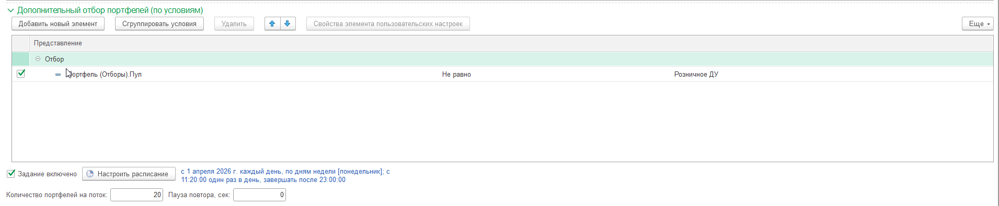 Дополнительный отбор портфелей (по условиям)
Добавить новый элемент Сгруппировать условия Удалить Свойства элемента пользовательских настроек Еще
Представление
Отбор
Портфель (Отборы).Пул Не равно Розничное ДУ
Задание включено Настроить расписание с 1 апреля 2026 г. каждый день, по дням недели [понедельник]; с
11:20:00 один раз в день, завершать после 23:00:00
Количество портфелей на поток: 20 Пауза повтора, сек: 0